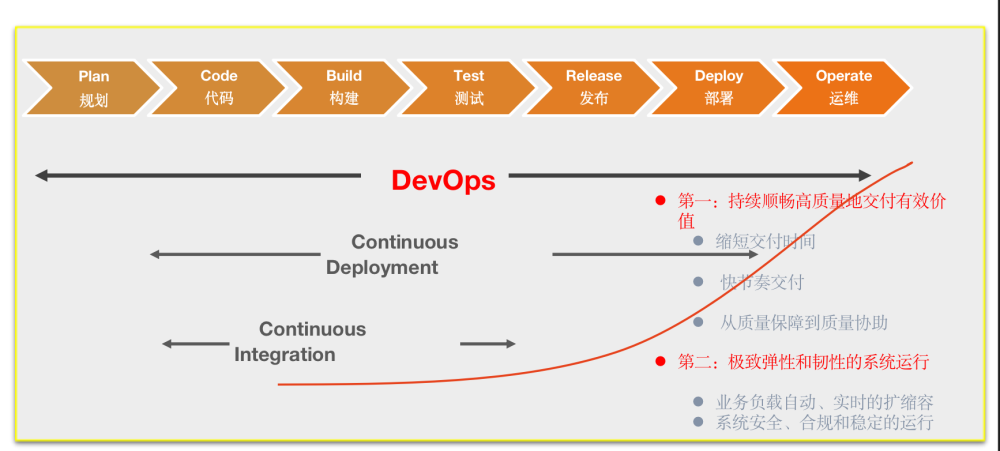 Plan
规划
Code
代码
Build
构建
Test
测试
Release
发布
Deploy
部署
Operate
运维
DevOps
第一：持续顺畅高质量地交付有效价
值
缩短交付时间
Continuous
Deployment
快节奏交付
从质量保障到质量协助
Continuous
Integration
第二：极致弹性和韧性的系统运行
业务负载自动、实时的扩缩容
系统安全、合规和稳定的运行